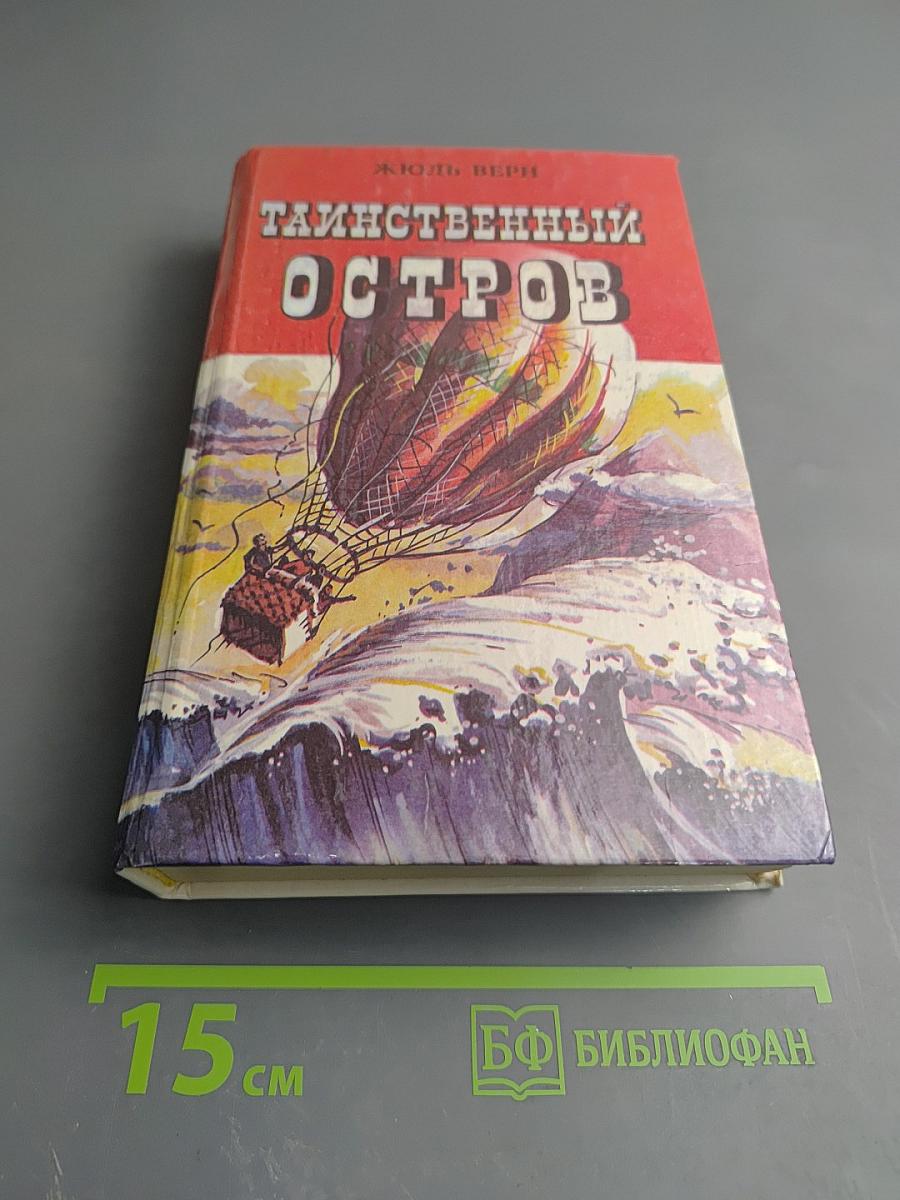 ЖЮЛЬ ВЕРН
ТАИНСТВЕННЫЙ
ОСТРОВ
15 см
БФ БИБЛИОФАН